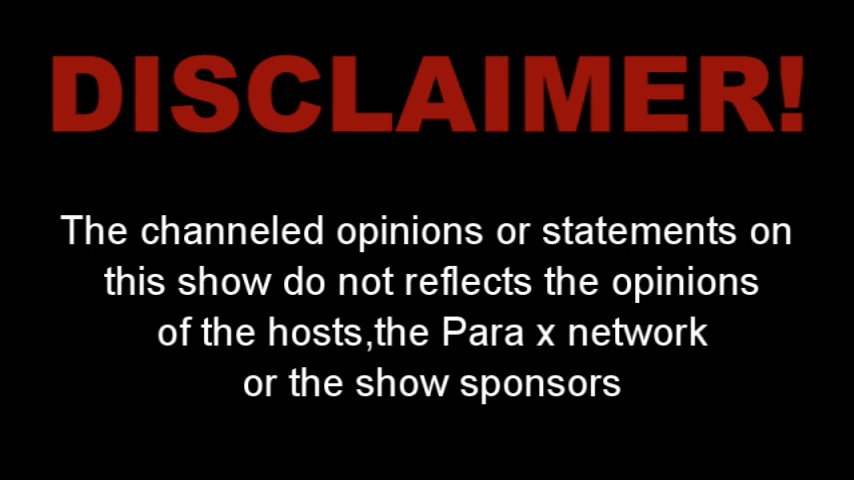 DISCLAIMER!
The channeled opinions or statements on
this show do not reflects the opinions
of the hosts,the Para x network
or the show sponsors